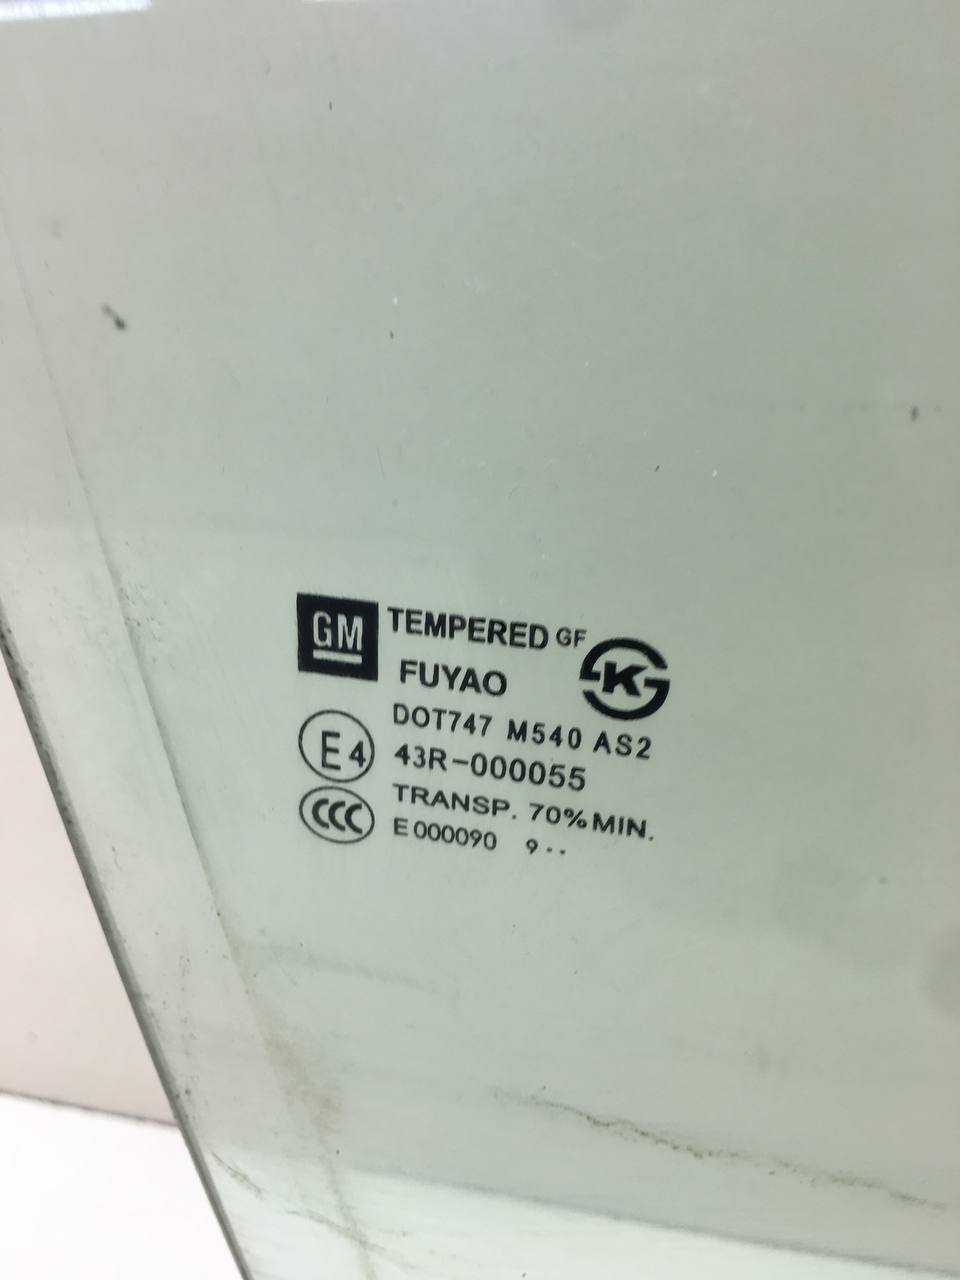 GM TEMPERED GF
FUYAO
K
DOT747 M540 AS2
E4 43R-000055
TRANSP. 70% MIN.
CCC E000090 9..